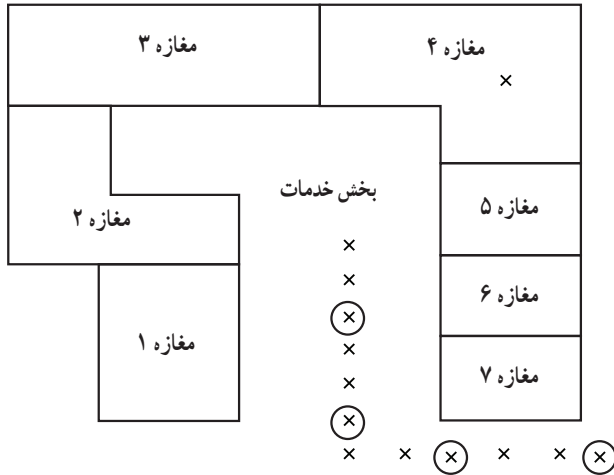 مغازه ۳
مغازه ۴
بخش خدمات
مغازه ۵
مغازه ۲
مغازه ۶
مغازه ۱
مغازه ۷